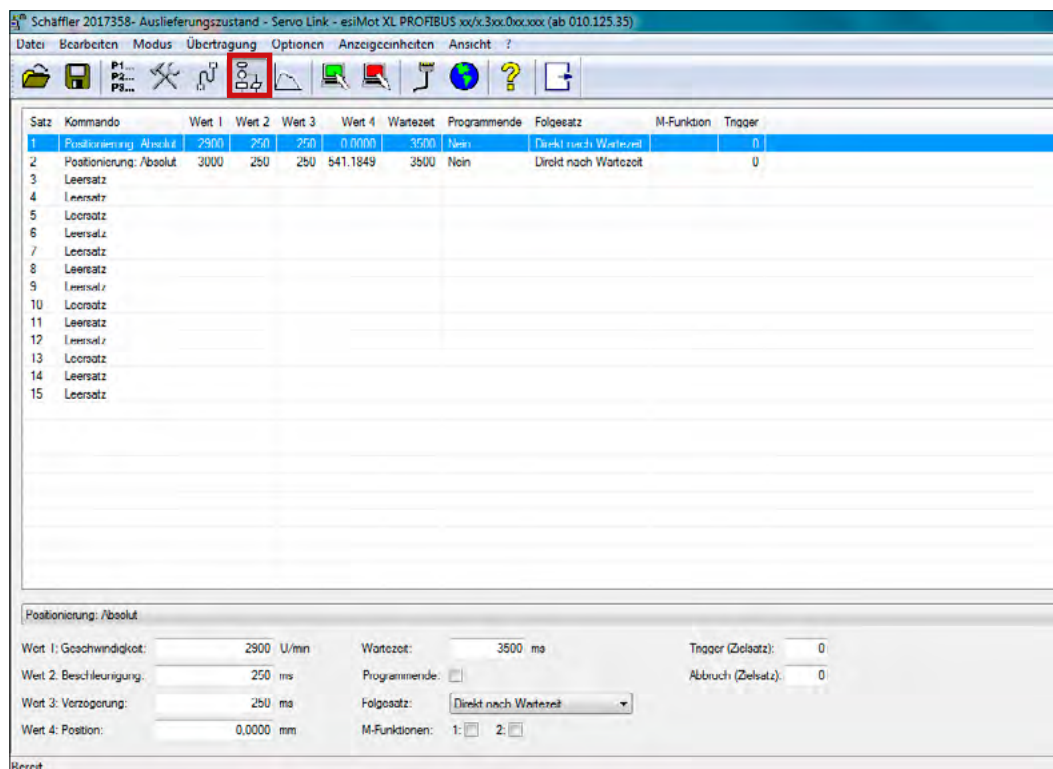 Schäffler 2017358- Auslieferungszustand - Servo Link - esiMot XL PROFIBUS xx/x.3xx.0xx.xxx (ab 010.125.35)
Datei Bearbeiten Modus Übertragung Optionen Anzeigeeinheiten Ansicht ?
P1...
P2...
P3...
Satz Kommando Wert 1 Wert 2 Wert 3 Wert 4 Wartezeit Programmende Folgesatz M-Funktion Trigger
1 Positionierung: Absolut 2900 250 250 0.0000 3500 Nein Direkt nach Wartezeit 0
2 Positionierung: Absolut 3000 250 250 541.1849 3500 Nein Direkt nach Wartezeit 0
3 Leersatz
4 Leersatz
5 Leersatz
6 Leersatz
7 Leersatz
8 Leersatz
9 Leersatz
10 Leersatz
11 Leersatz
12 Leersatz
13 Leersatz
14 Leersatz
15 Leersatz
Positionierung: Absolut
Wert 1: Geschwindigkeit: 2900 U/min Wartezeit: 3500 ms Trigger (Zielsatz): 0
Wert 2: Beschleunigung: 250 ms Programmende: Abbruch (Zielsatz): 0
Wert 3: Verzögerung: 250 ms Folgesatz: Direkt nach Wartezeit
Wert 4: Position: 0,0000 mm M-Funktionen: 1: 2:
Bereit